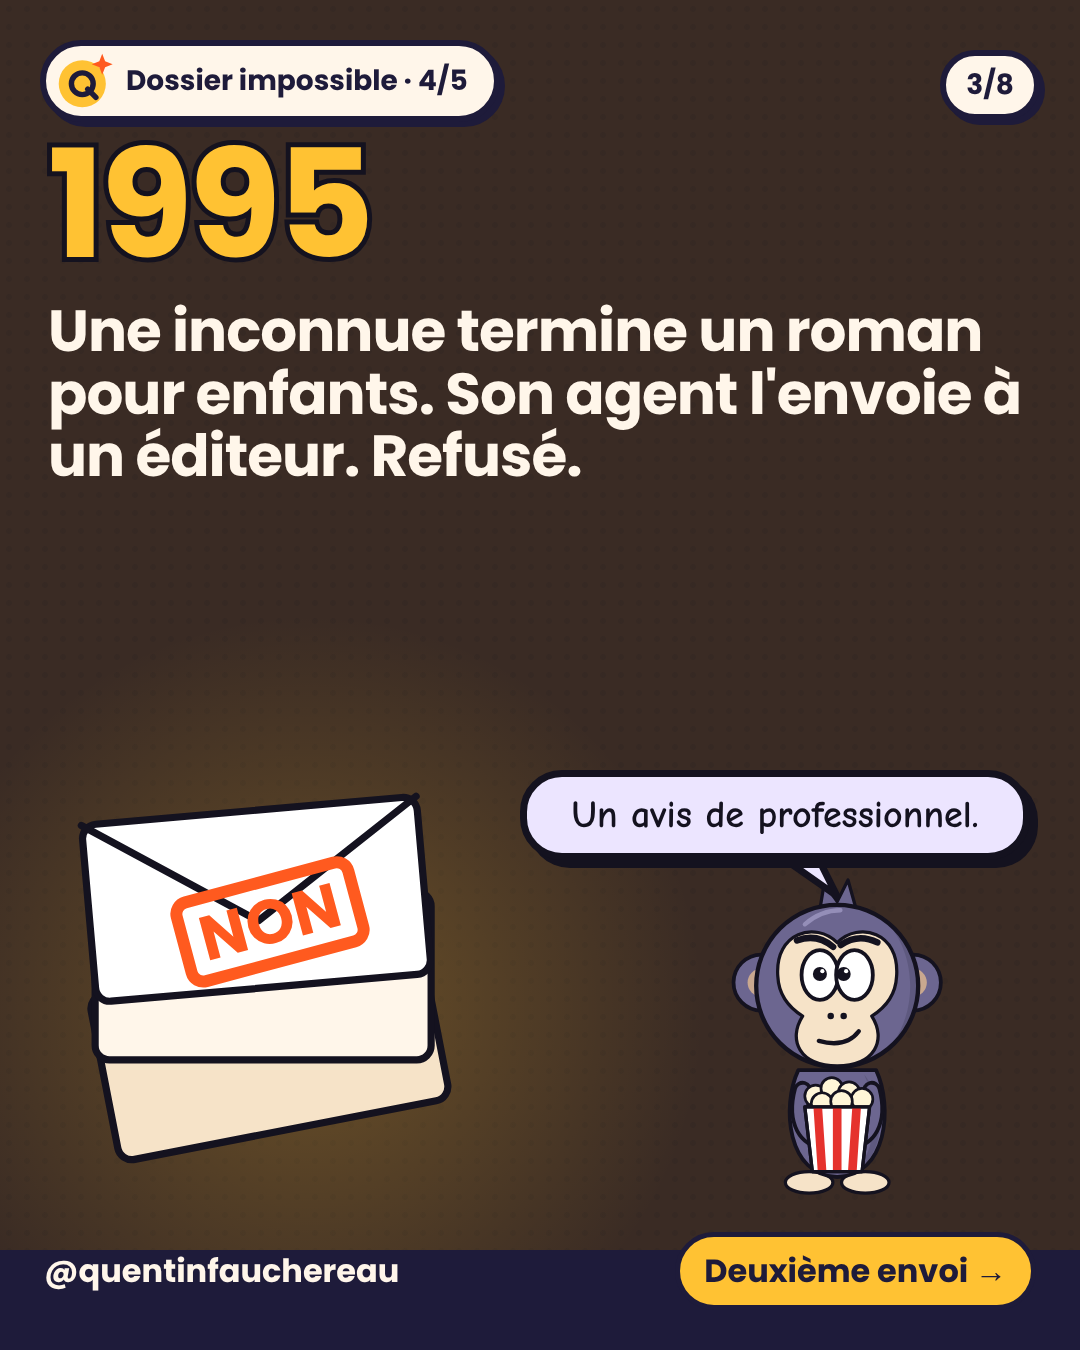 Q Dossier impossible · 4/5
3/8
1995
Une inconnue termine un roman
pour enfants. Son agent l'envoie à
un éditeur. Refusé.
NON
Un avis de professionnel.
@quentinfauchereau
Deuxième envoi →